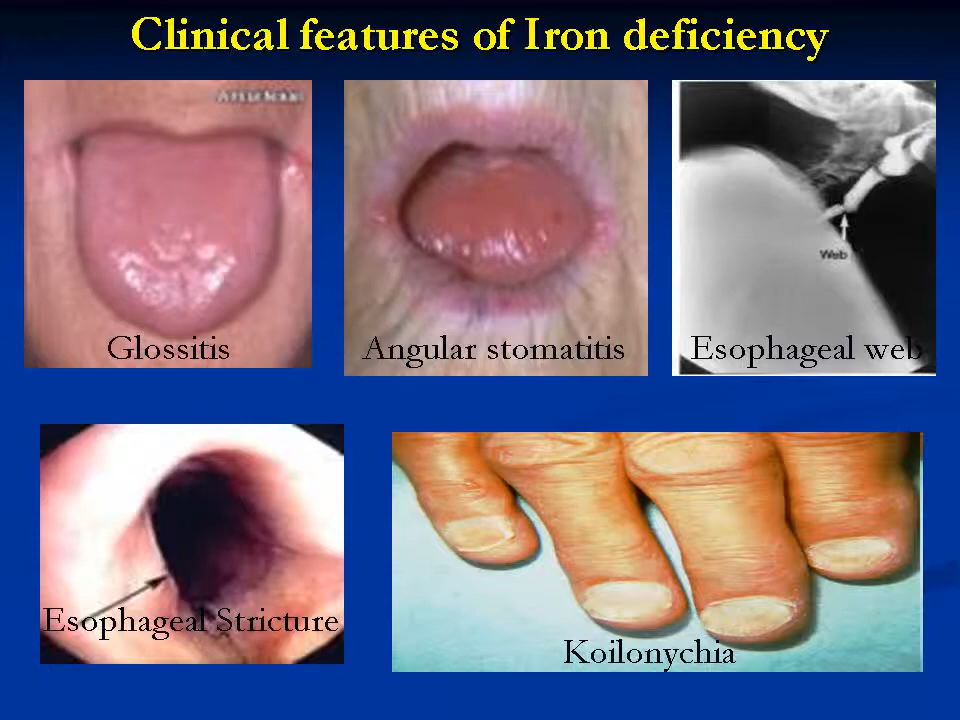 Clinical features of Iron deficiency
Glossitis
Angular stomatitis
Web
Esophageal web
Esophageal Stricture
Koilonychia